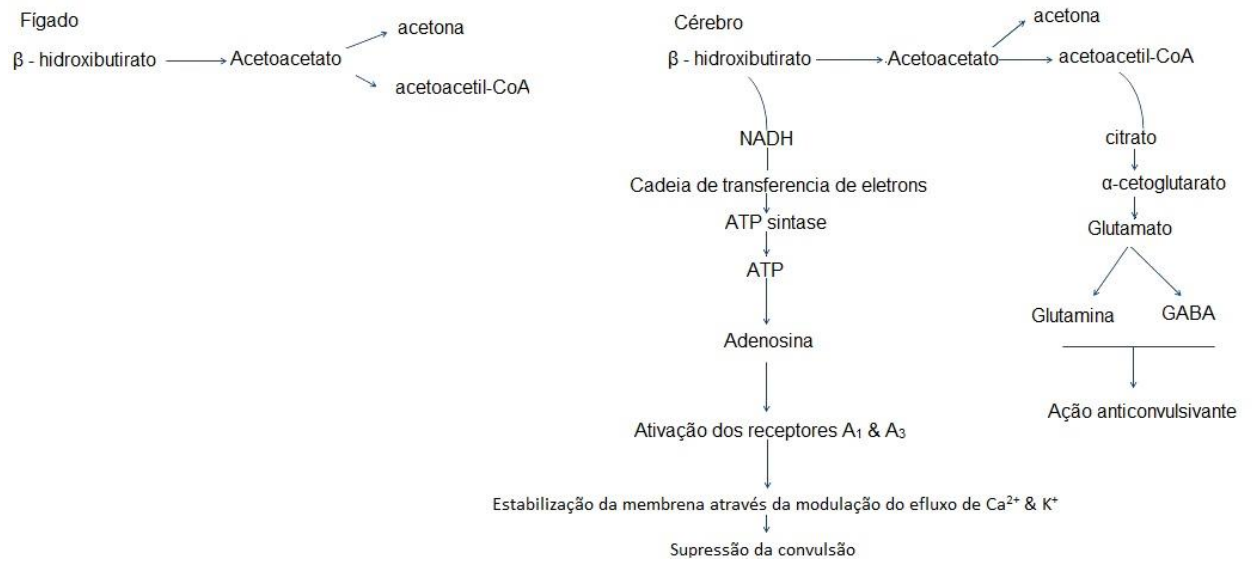 Fígado
β - hidroxibutirato
Acetoacetato
acetona
acetoacetil-CoA
Cérebro
β - hidroxibutirato
Acetoacetato
acetona
acetoacetil-CoA
NADH
Cadeia de transferencia de eletrons
ATP sintase
ATP
Adenosina
Ativação dos receptores A₁ & A₃
Estabilização da membrena através da modulação do efluxo de Ca²⁺ & K⁺
Supressão da convulsão
citrato
α-cetoglutarato
Glutamato
Glutamina
GABA
Ação anticonvulsivante